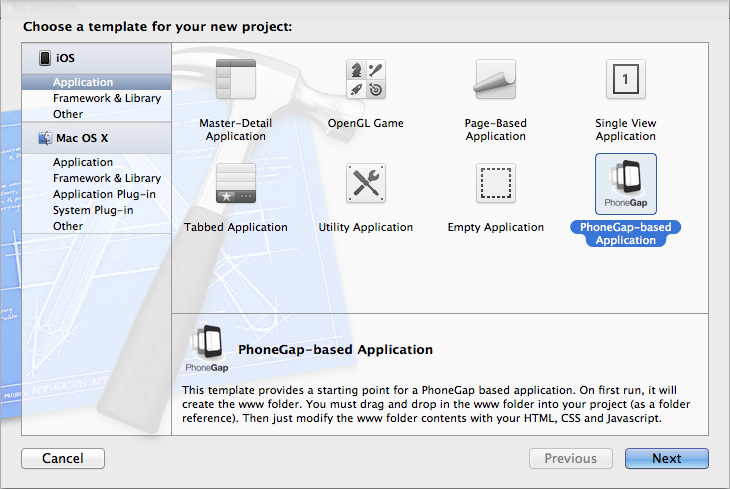 Choose a template for your new project:
iOS
Application
Framework & Library
Other
Mac OS X
Application
Framework & Library
Application Plug-in
System Plug-in
Other
Master-Detail
Application
OpenGL Game
Page-Based
Application
1
Single View
Application
Tabbed Application
Utility Application
Empty Application
PhoneGap
PhoneGap-based
Application
PhoneGap
PhoneGap-based Application
This template provides a starting point for a PhoneGap based application. On first run, it will
create the www folder. You must drag and drop in the www folder into your project (as a folder
reference). Then just modify the www folder contents with your HTML, CSS and Javascript.
Cancel
Previous
Next